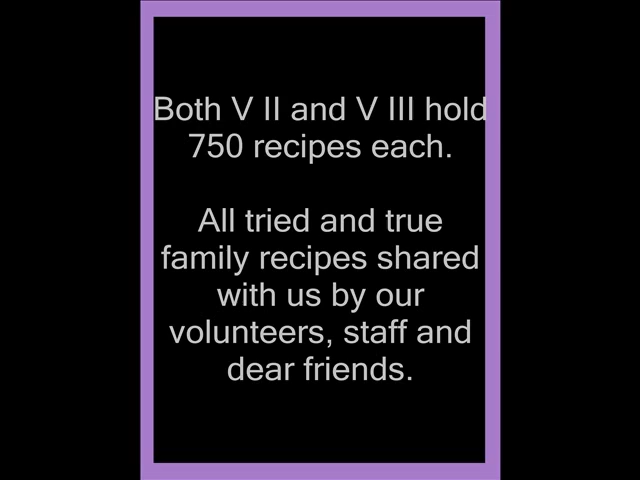 Both V II and V III hold
750 recipes each.
All tried and true
family recipes shared
with us by our
volunteers, staff and
dear friends.